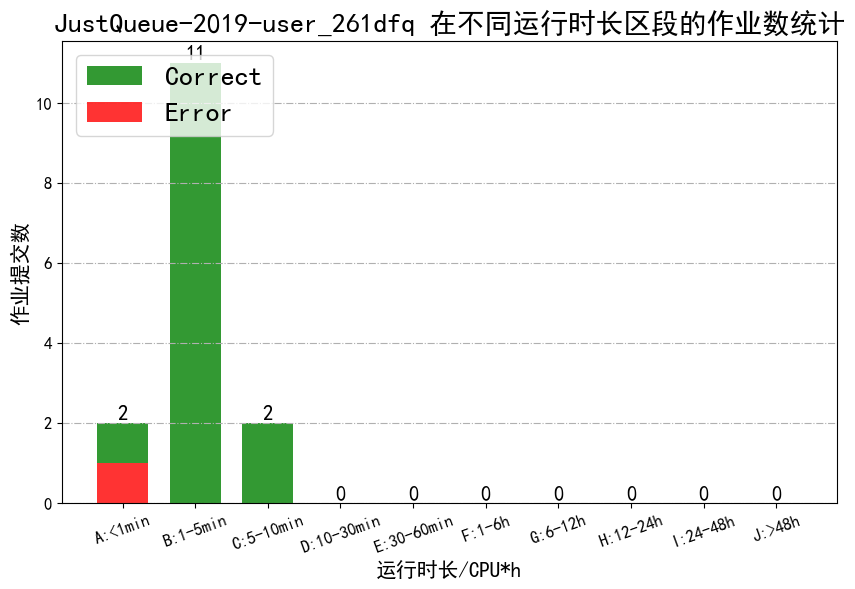 JustQueue-2019-user_261dfq 在不同运行时长区段的作业数统计
Correct
Error
作业提交数
10
8
6
4
2
0
2
11
2
0
0
0
0
0
0
0
A:<1min
B:1-5min
C:5-10min
D:10-30min
E:30-60min
F:1-6h
G:6-12h
H:12-24h
I:24-48h
J:>48h
运行时长/CPU*h